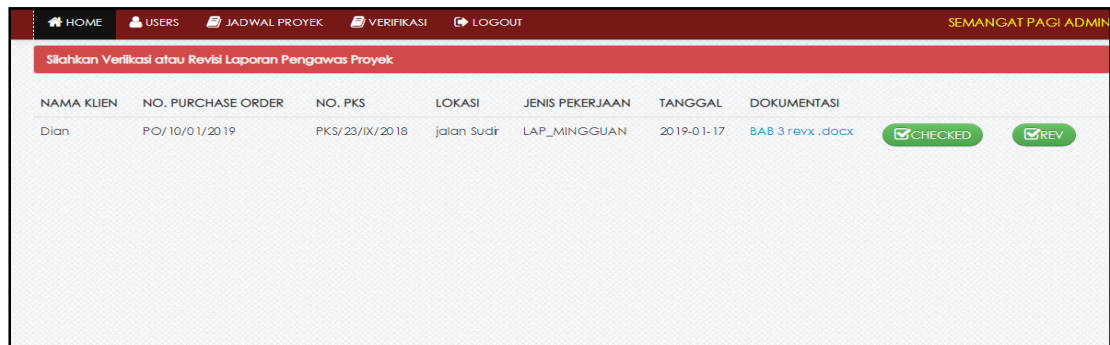 HOME USERS JADWAL PROYEK VERIFIKASI LOGOUT SEMANGAT PAGI ADMIN
Silahkan Veriikasi atau Revisi Laporan Pengawas Proyek
NAMA KLIEN NO. PURCHASE ORDER NO. PKS LOKASI JENIS PEKERJAAN TANGGAL DOKUMENTASI
Dian PO/10/01/2019 PKS/23/IX/2018 jalan Sudir LAP_MINGGUAN 2019-01-17 BAB 3 revx .docx CHECKED REV